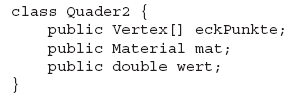 class Quader2 {
    public Vertex[] eckPunkte;
    public Material mat;
    public double wert;
}